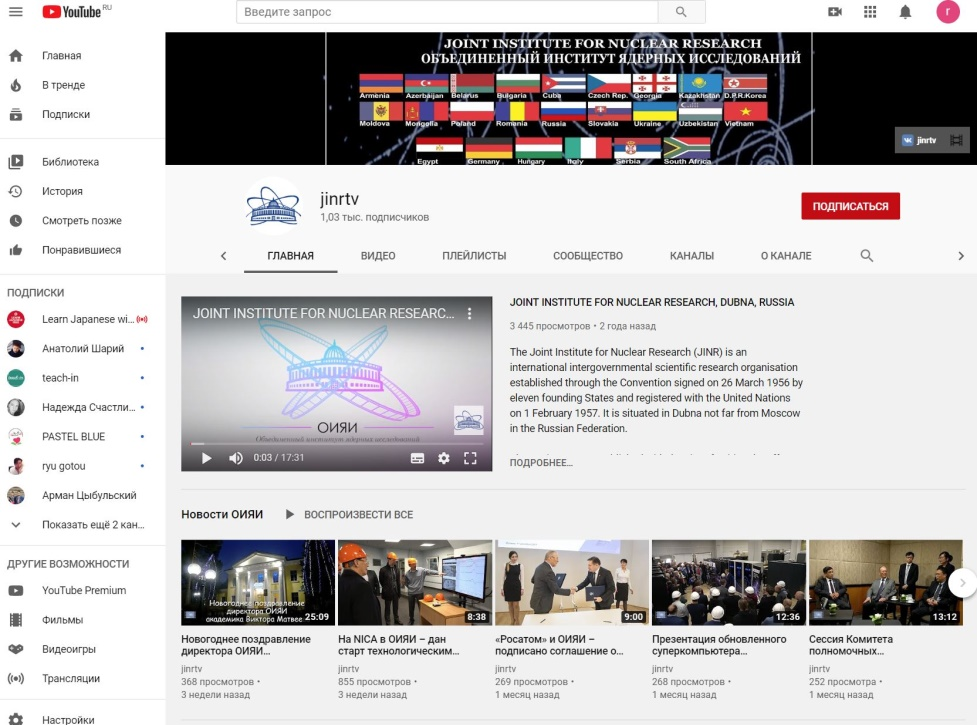 YouTube RU
Введите запрос
г
Главная
В тренде
Подписки
Библиотека
История
Смотреть позже
Понравившиеся
ПОДПИСКИ
Learn Japanese wi...
Анатолий Шарий
teach-in
Надежда Счастли...
PASTEL BLUE
ryu gotou
Арман Цыбульский
Показать ещё 2 кан...
ДРУГИЕ ВОЗМОЖНОСТИ
YouTube Premium
Фильмы
Видеоигры
Трансляции
Настройки
JOINT INSTITUTE FOR NUCLEAR RESEARCH
ОБЪЕДИНЕННЫЙ ИНСТИТУТ ЯДЕРНЫХ ИССЛЕДОВАНИЙ
Armenia Azerbaijan Belarus Bulgaria Cuba Czech Rep. Georgia Kazakhstan D.P.R.Korea
Moldova Mongolia Poland Romania Russia Slovakia Ukraine Uzbekistan Vietnam
Egypt Germany Hungary Italy Serbia South Africa
jinrtv
jinrtv
1,03 тыс. подписчиков
ПОДПИСАТЬСЯ
ГЛАВНАЯ ВИДЕО ПЛЕЙЛИСТЫ СООБЩЕСТВО КАНАЛЫ О КАНАЛЕ
JOINT INSTITUTE FOR NUCLEAR RESEARC...
ОИЯИ
Объединенный институт ядерных исследований
0:03 / 17:31
JOINT INSTITUTE FOR NUCLEAR RESEARCH, DUBNA, RUSSIA
3 445 просмотров • 2 года назад
The Joint Institute for Nuclear Research (JINR) is an
international intergovernmental scientific research organisation
established through the Convention signed on 26 March 1956 by
eleven founding States and registered with the United Nations
on 1 February 1957. It is situated in Dubna not far from Moscow
in the Russian Federation.
ПОДРОБНЕЕ...
Новости ОИЯИ ВОСПРОИЗВЕСТИ ВСЕ
Новогоднее поздравление
директора ОИЯИ
академика Виктора Матвее
25:09
Новогоднее поздравление
директора ОИЯИ...
jinrtv
368 просмотров •
3 недели назад
8:38
На NICA в ОИЯИ – дан
старт технологическим...
jinrtv
855 просмотров •
3 недели назад
9:00
«Росатом» и ОИЯИ –
подписано соглашение о...
jinrtv
269 просмотров •
1 месяц назад
12:36
Презентация обновленного
суперкомпьютера...
jinrtv
268 просмотров •
1 месяц назад
13:12
Сессия Комитета
полномочных...
jinrtv
252 просмотра •
1 месяц назад